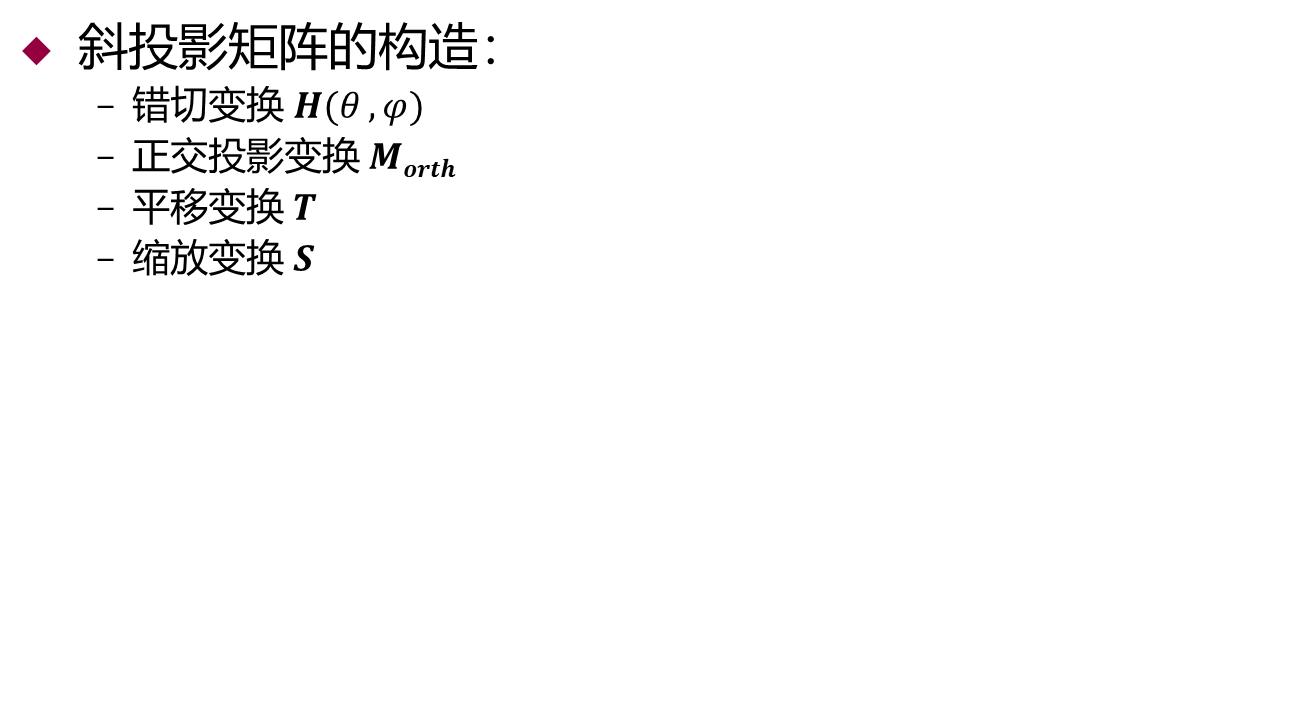 ◆ 斜投影矩阵的构造：
– 错切变换 H(θ ,φ)
– 正交投影变换 M_orth
– 平移变换 T
– 缩放变换 S